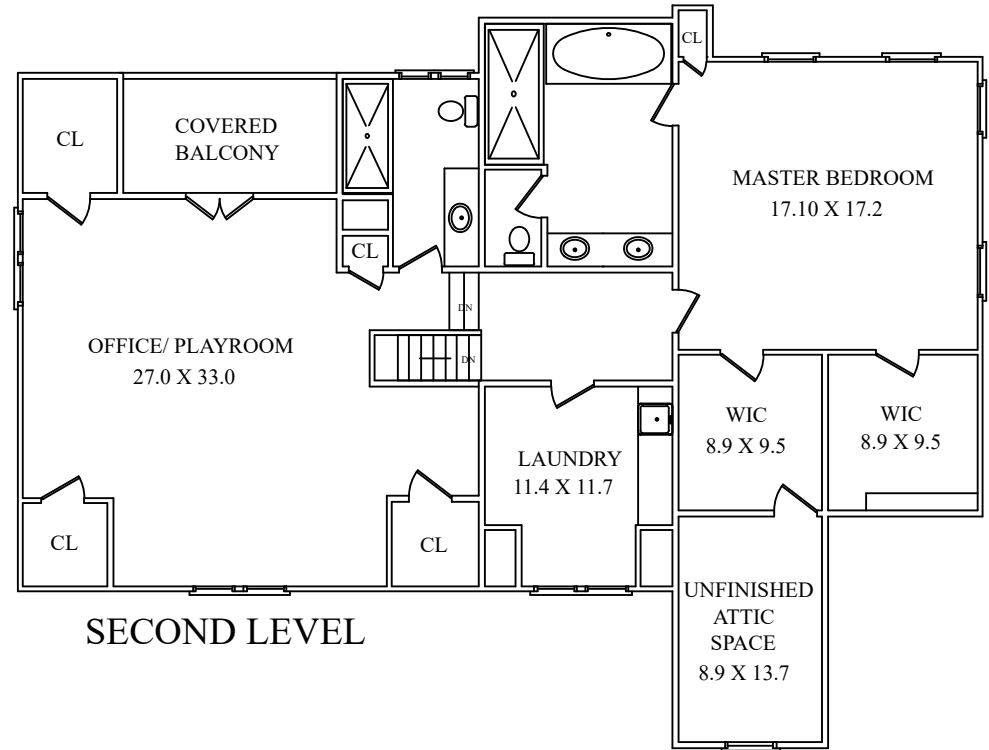 CL
CL
COVERED
BALCONY
MASTER BEDROOM
17.10 X 17.2
CL
DN
OFFICE/ PLAYROOM
27.0 X 33.0
DN
WIC
8.9 X 9.5
WIC
8.9 X 9.5
LAUNDRY
11.4 X 11.7
CL
CL
UNFINISHED
ATTIC
SPACE
8.9 X 13.7
SECOND LEVEL